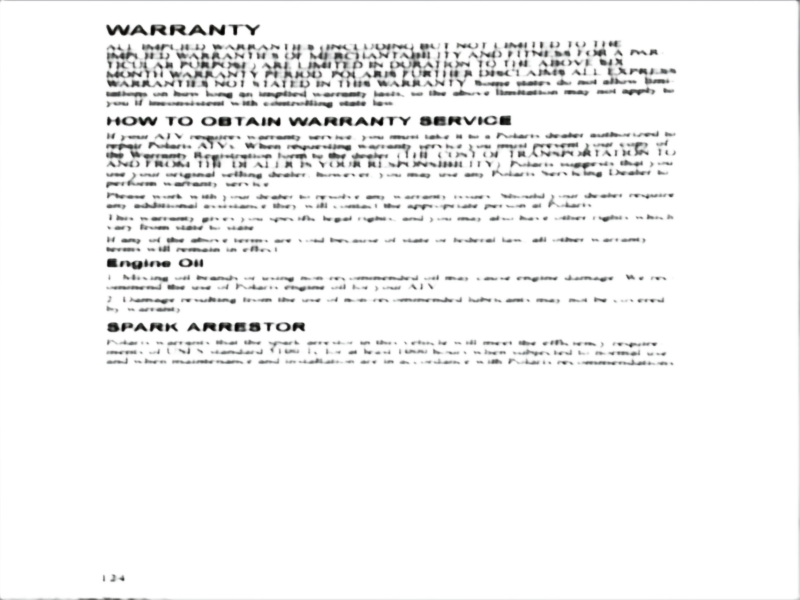 WARRANTY
ALL IMPLIED WARRANTIES (INCLUDING BUT NOT LIMITED TO THE
IMPLIED WARRANTIES OF MERCHANTABILITY AND FITNESS FOR A PAR-
TICULAR PURPOSE) ARE LIMITED IN DURATION TO THE ABOVE SIX
MONTH WARRANTY PERIOD. POLARIS FURTHER DISCLAIMS ALL EXPRESS
WARRANTIES NOT STATED IN THIS WARRANTY. Some states do not allow limi-
tations on how long an implied warranty lasts, so the above limitation may not apply to
you if inconsistent with controlling state law.
HOW TO OBTAIN WARRANTY SERVICE
If your ATV requires warranty service, you must take it to a Polaris dealer authorized to
repair Polaris ATVs. When requesting warranty service you must present your copy of
the Warranty Registration form to the dealer. (THE COST OF TRANSPORTATION TO
AND FROM THE DEALER IS YOUR RESPONSIBILITY). Polaris suggests that you
use your original selling dealer; however, you may use any Polaris Servicing Dealer to
perform warranty service.
Please work with your dealer to resolve any warranty issues. Should your dealer require
any additional assistance they will contact the appropriate person at Polaris.
This warranty gives you specific legal rights, and you may also have other rights which
vary from state to state.
If any of the above terms are void because of state or federal law, all other warranty
terms will remain in effect.
Engine Oil
1. Mixing oil brands or using non-recommended oil may cause engine damage. We rec-
ommend the use of Polaris engine oil for your ATV.
2. Damage resulting from the use of non-recommended lubricants may not be covered
by warranty.
SPARK ARRESTOR
Polaris warrants that the spark arrestor in this vehicle will meet the efficiency require-
ments of USFS standard 5100-1c for at least 1000 hours when subjected to normal use
and when maintenance and installation are in accordance with Polaris recommendations.
124